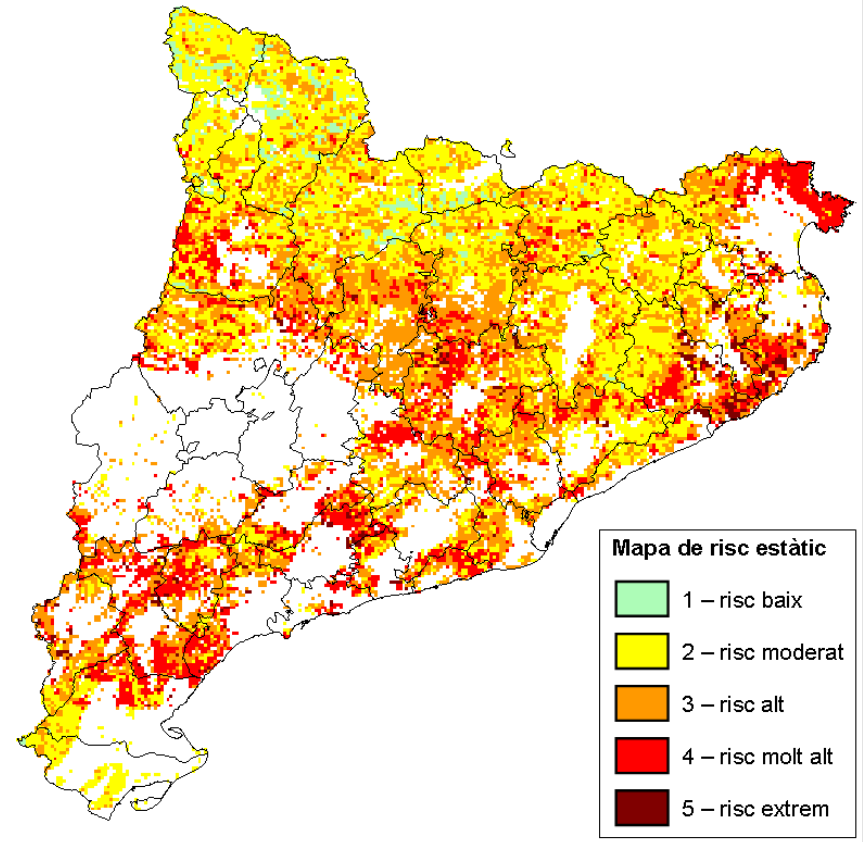 Mapa de risc estàtic
1 – risc baix
2 – risc moderat
3 – risc alt
4 – risc molt alt
5 – risc extrem